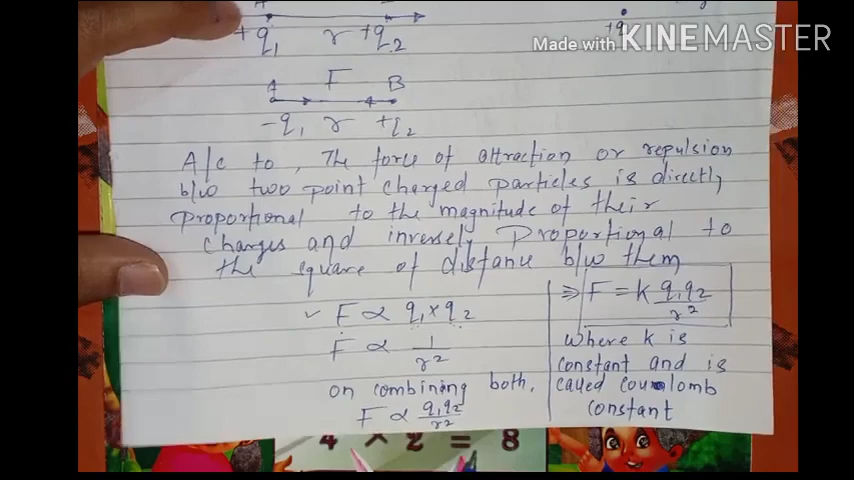 +q₁ r +q₂
+q
Made with KINEMASTER
F
A B
-q₁ r +q₂
A/c to, The force of attraction or repulsion
b/w two point charged particles is directly
proportional to the magnitude of their
charges and inversely proportional to
the square of distance b/w them
✓ F ∝ q₁ × q₂
F ∝ 1/r²
on combining both.
F ∝ q₁q₂/r²
⇒ F = K q₁q₂/r²
where k is
constant and is
called coulomb
constant
4 × 2 = 8